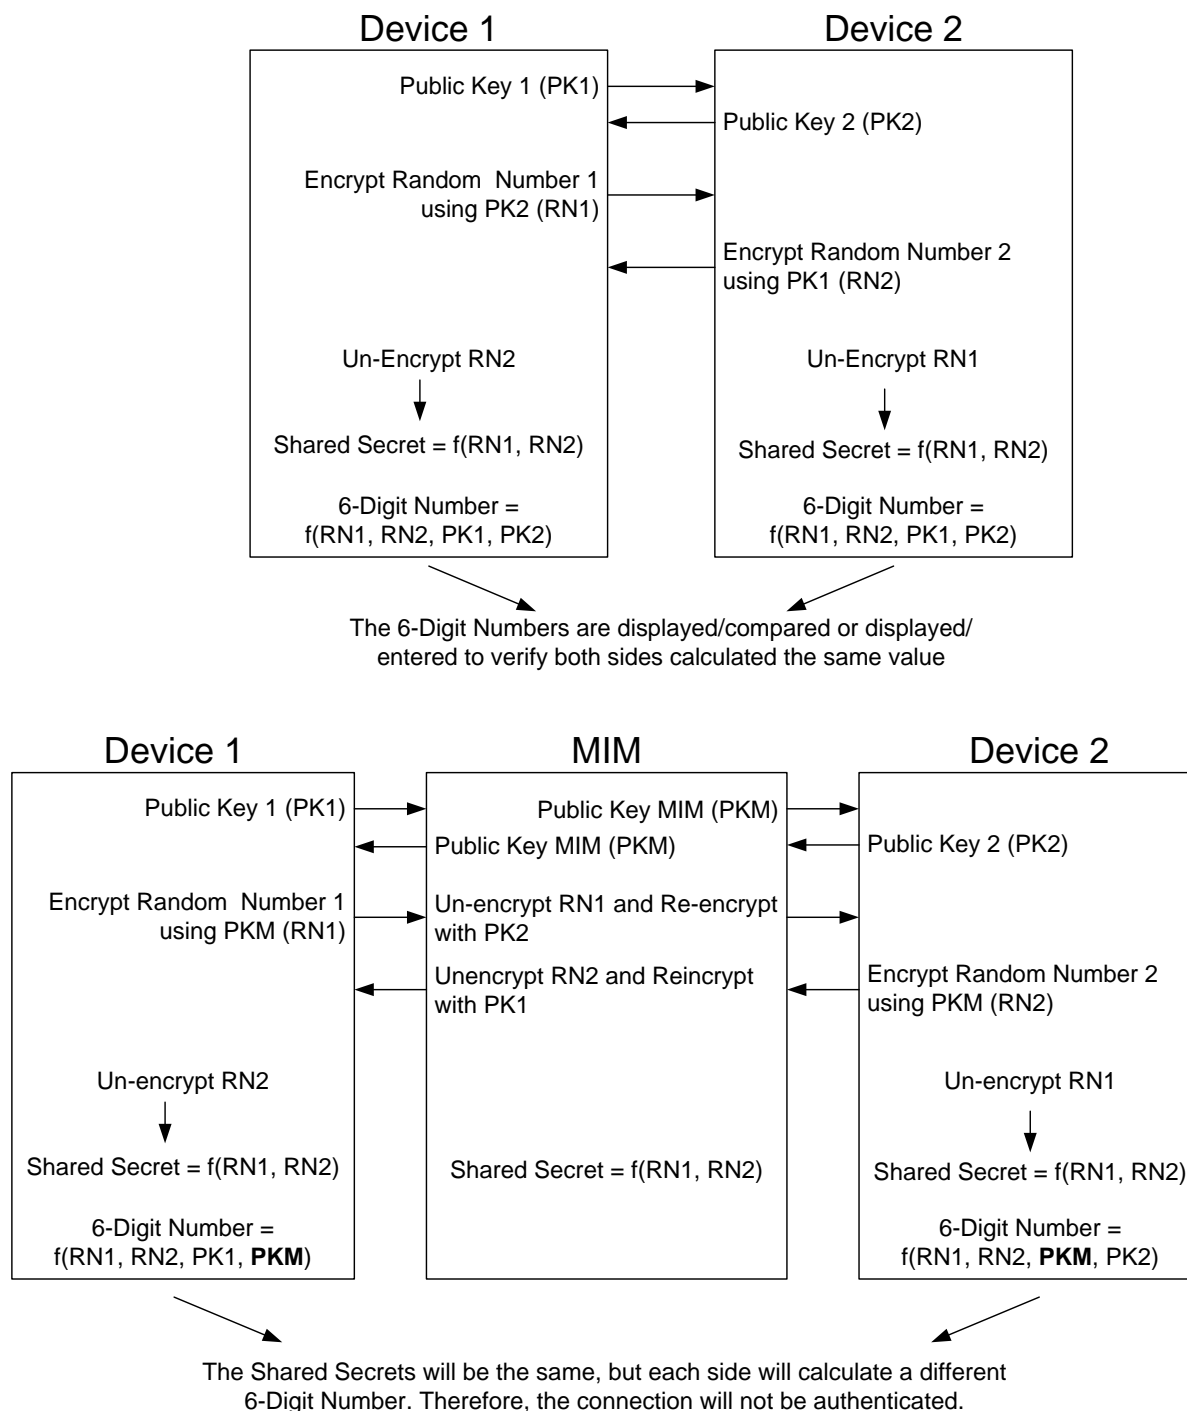 Device 1
Device 2
Public Key 1 (PK1)
Public Key 2 (PK2)
Encrypt Random Number 1
using PK2 (RN1)
Encrypt Random Number 2
using PK1 (RN2)
Un-Encrypt RN2
Un-Encrypt RN1
Shared Secret = f(RN1, RN2)
Shared Secret = f(RN1, RN2)
6-Digit Number =
f(RN1, RN2, PK1, PK2)
6-Digit Number =
f(RN1, RN2, PK1, PK2)
The 6-Digit Numbers are displayed/compared or displayed/
entered to verify both sides calculated the same value
Device 1
MIM
Device 2
Public Key 1 (PK1)
Public Key MIM (PKM)
Public Key MIM (PKM)
Public Key 2 (PK2)
Encrypt Random Number 1
using PKM (RN1)
Un-encrypt RN1 and Re-encrypt
with PK2
Unencrypt RN2 and Reincrypt
with PK1
Encrypt Random Number 2
using PKM (RN2)
Un-encrypt RN2
Un-encrypt RN1
Shared Secret = f(RN1, RN2)
Shared Secret = f(RN1, RN2)
Shared Secret = f(RN1, RN2)
6-Digit Number =
f(RN1, RN2, PK1, PKM)
6-Digit Number =
f(RN1, RN2, PKM, PK2)
The Shared Secrets will be the same, but each side will calculate a different
6-Digit Number. Therefore, the connection will not be authenticated.